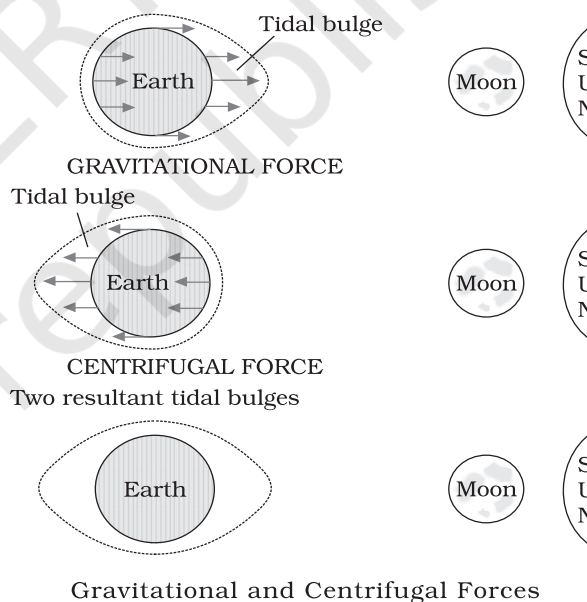 Tidal bulge
Earth
Moon
S
U
N
GRAVITATIONAL FORCE
Tidal bulge
Earth
Moon
S
U
N
CENTRIFUGAL FORCE
Two resultant tidal bulges
Earth
Moon
S
U
N
Gravitational and Centrifugal Forces